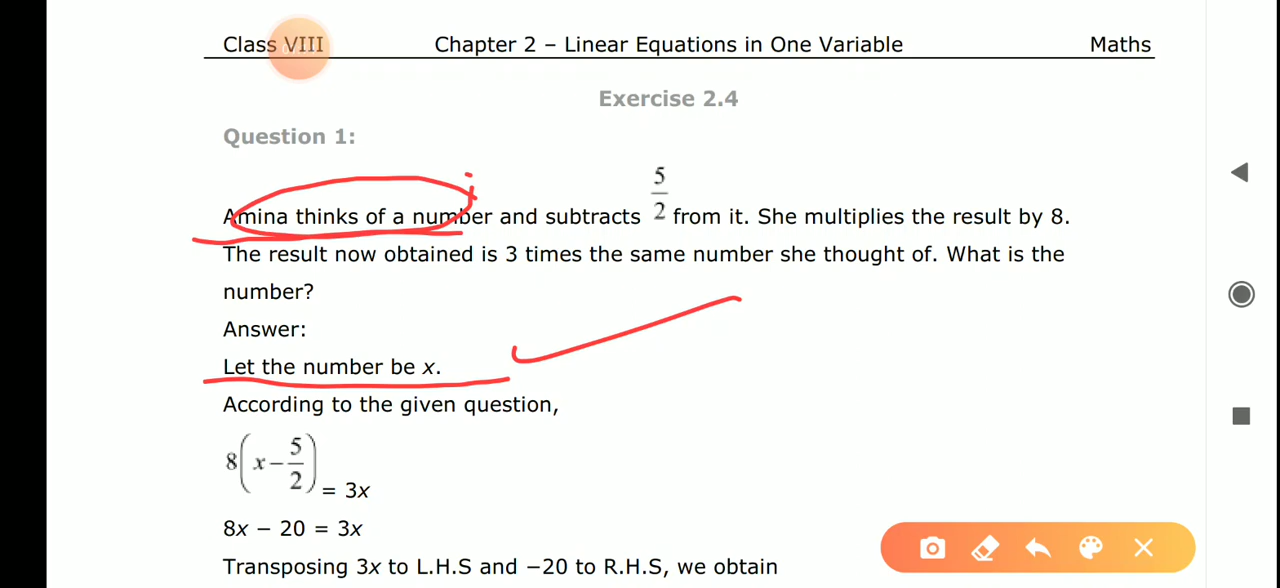 Class VIII Chapter 2 – Linear Equations in One Variable Maths
Exercise 2.4
Question 1:
Amina thinks of a number and subtracts 5/2 from it. She multiplies the result by 8.
The result now obtained is 3 times the same number she thought of. What is the
number?
Answer:
Let the number be x.
According to the given question,
8(x − 5/2) = 3x
8x − 20 = 3x
Transposing 3x to L.H.S and −20 to R.H.S, we obtain